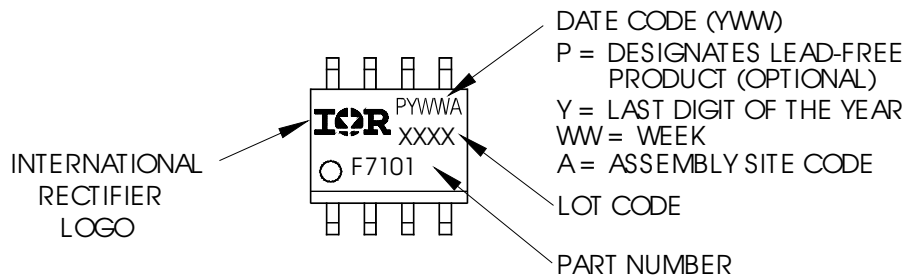 DATE CODE (YWW)
P = DESIGNATES LEAD-FREE
PRODUCT (OPTIONAL)
Y = LAST DIGIT OF THE YEAR
WW = WEEK
A = ASSEMBLY SITE CODE
LOT CODE
PART NUMBER
INTERNATIONAL
RECTIFIER
LOGO
IOR
PYWWA
XXXX
F7101